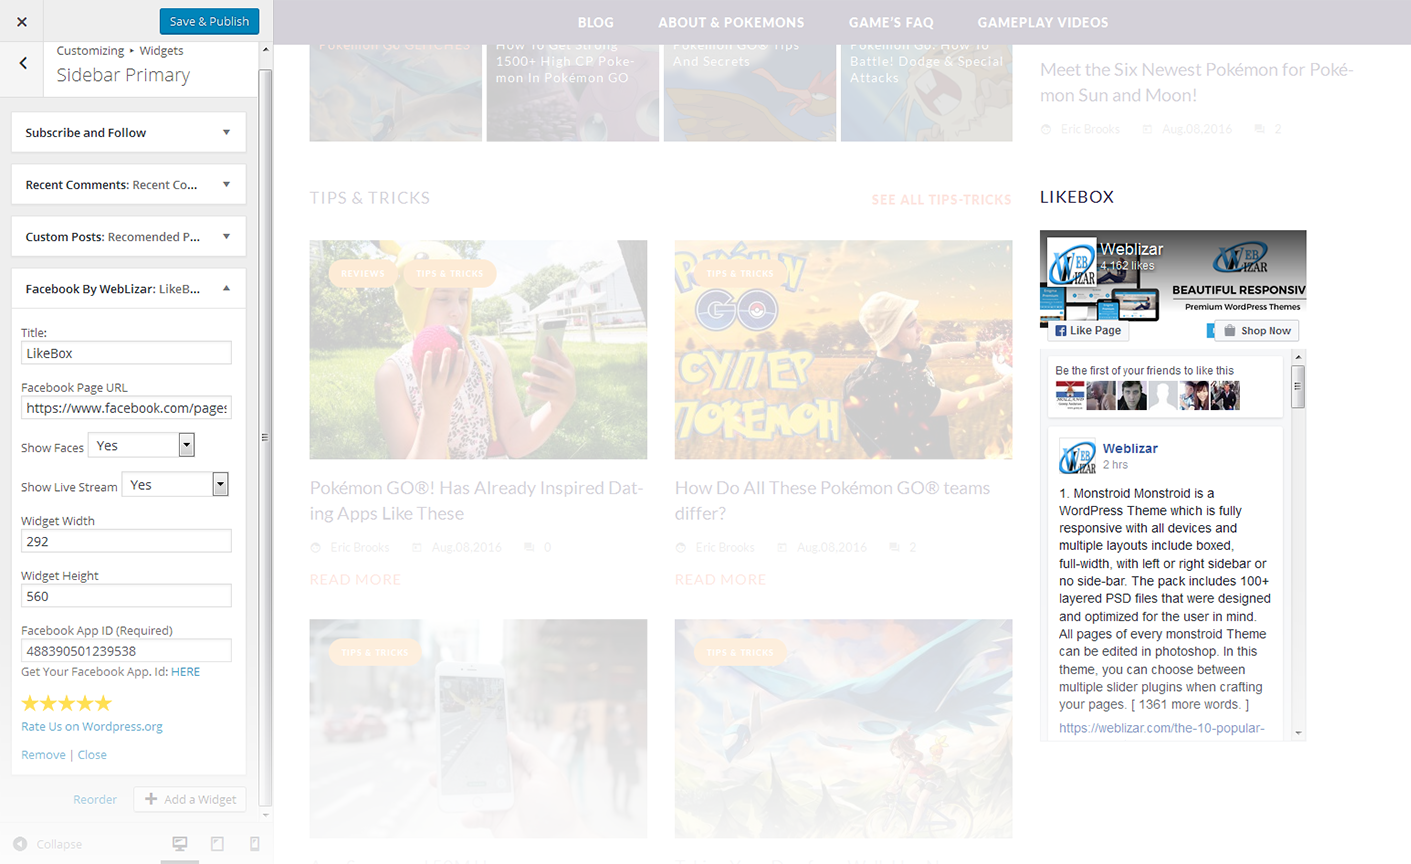 Save & Publish
Customizing ▸ Widgets
Sidebar Primary
Subscribe and Follow
Recent Comments: Recent Co...
Custom Posts: Recomended P...
Facebook By WebLizar: LikeB...
Title:
LikeBox
Facebook Page URL
https://www.facebook.com/pages
Show Faces Yes
Show Live Stream Yes
Widget Width
292
Widget Height
560
Facebook App ID (Required)
488390501239538
Get Your Facebook App. Id: HERE
Rate Us on Wordpress.org
Remove | Close
Reorder
Add a Widget
Collapse
BLOG ABOUT & POKEMONS GAME'S FAQ GAMEPLAY VIDEOS
Pokemon Go GLITCHES
How To Get Strong
1500+ High CP Poke-
mon In Pokémon GO
Pokémon GO® Tips
And Secrets
Pokemon Go: How To
Battle! Dodge & Special
Attacks
Meet the Six Newest Pokémon for Poké-
mon Sun and Moon!
Eric Brooks Aug.08.2016 2
TIPS & TRICKS
SEE ALL TIPS-TRICKS
REVIEWS TIPS & TRICKS
Pokémon GO®! Has Already Inspired Dat-
ing Apps Like These
Eric Brooks Aug.08.2016 0
READ MORE
TIPS & TRICKS
GO
СУПЕР
ПОКЕМОН
How Do All These Pokémon GO® teams
differ?
Eric Brooks Aug.08.2016 2
READ MORE
TIPS & TRICKS
TIPS & TRICKS
LIKEBOX
Weblizar
4,162 likes
WEB
LIZAR
BEAUTIFUL RESPONSIV
Premium WordPress Themes
Like Page
Shop Now
Be the first of your friends to like this
Weblizar
2 hrs
1. Monstroid Monstroid is a
WordPress Theme which is fully
responsive with all devices and
multiple layouts include boxed,
full-width, with left or right sidebar or
no side-bar. The pack includes 100+
layered PSD files that were designed
and optimized for the user in mind.
All pages of every monstroid Theme
can be edited in photoshop. In this
theme, you can choose between
multiple slider plugins when crafting
your pages. [ 1361 more words. ]
https://weblizar.com/the-10-popular-